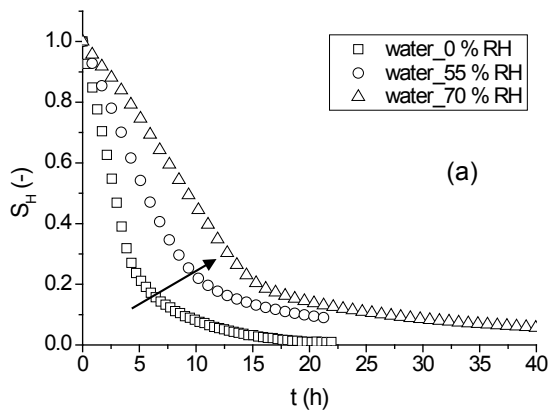 1.0
0.8
0.6
0.4
0.2
0.0
S_H (-)
water_0 % RH
water_55 % RH
water_70 % RH
(a)
0 5 10 15 20 25 30 35 40
t (h)